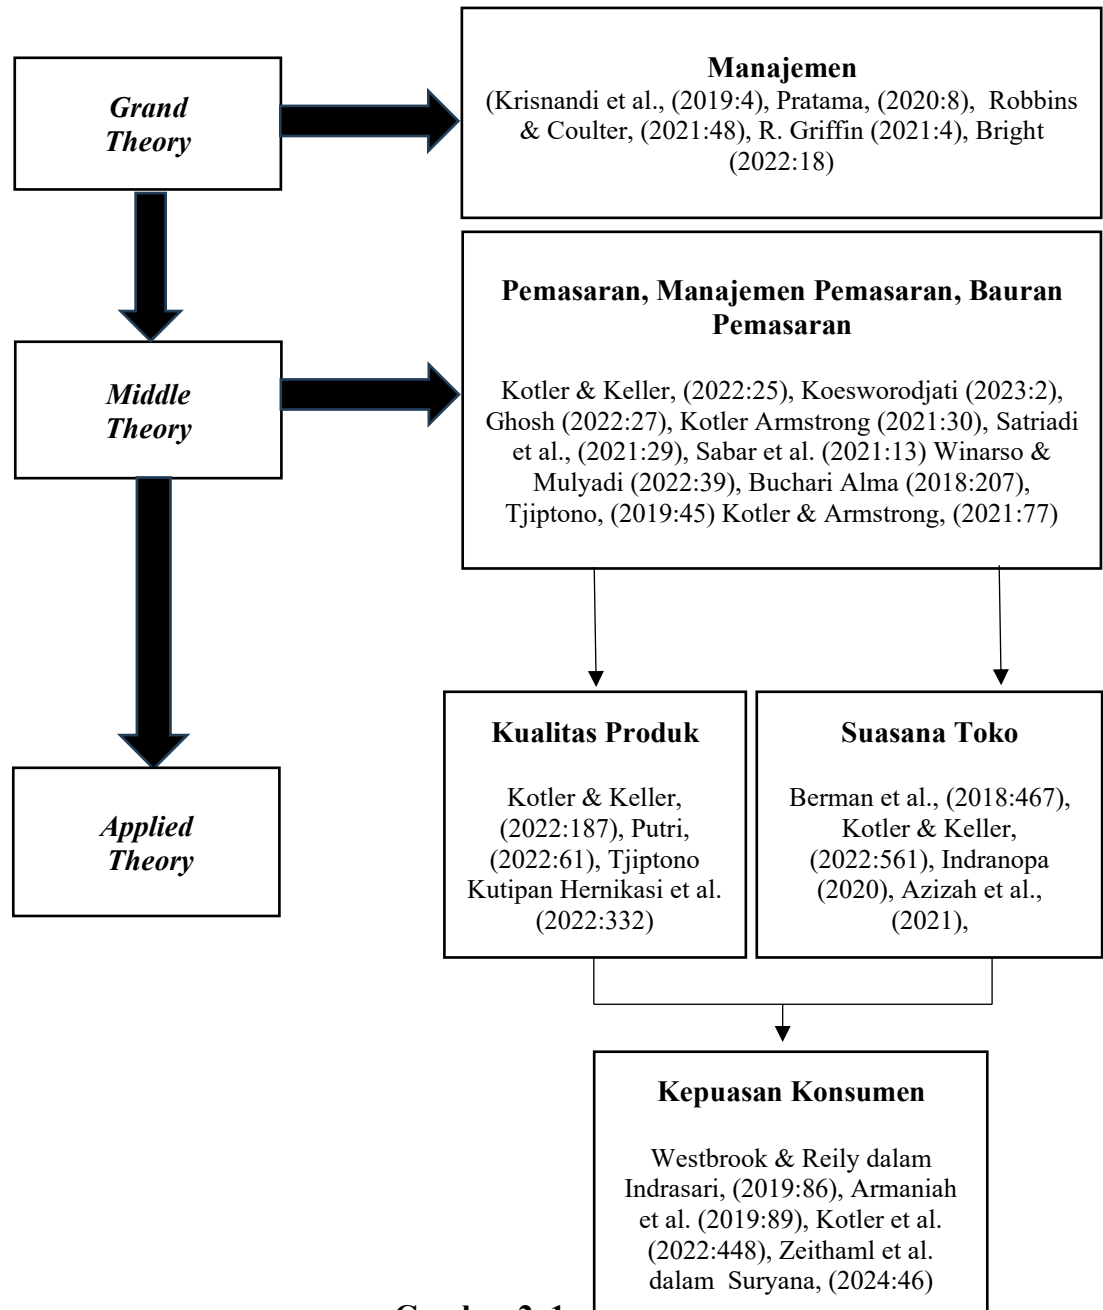 Grand
Theory
Manajemen
(Krisnandi et al., (2019:4), Pratama, (2020:8), Robbins
& Coulter, (2021:48), R. Griffin (2021:4), Bright
(2022:18)
Middle
Theory
Pemasaran, Manajemen Pemasaran, Bauran
Pemasaran
Kotler & Keller, (2022:25), Koesworodjati (2023:2),
Ghosh (2022:27), Kotler Armstrong (2021:30), Satriadi
et al., (2021:29), Sabar et al. (2021:13) Winarso &
Mulyadi (2022:39), Buchari Alma (2018:207),
Tjiptono, (2019:45) Kotler & Armstrong, (2021:77)
Applied
Theory
Kualitas Produk
Kotler & Keller,
(2022:187), Putri,
(2022:61), Tjiptono
Kutipan Hernikasi et al.
(2022:332)
Suasana Toko
Berman et al., (2018:467),
Kotler & Keller,
(2022:561), Indranopa
(2020), Azizah et al.,
(2021),
Kepuasan Konsumen
Westbrook & Reily dalam
Indrasari, (2019:86), Armaniah
et al. (2019:89), Kotler et al.
(2022:448), Zeithaml et al.
dalam Suryana, (2024:46)